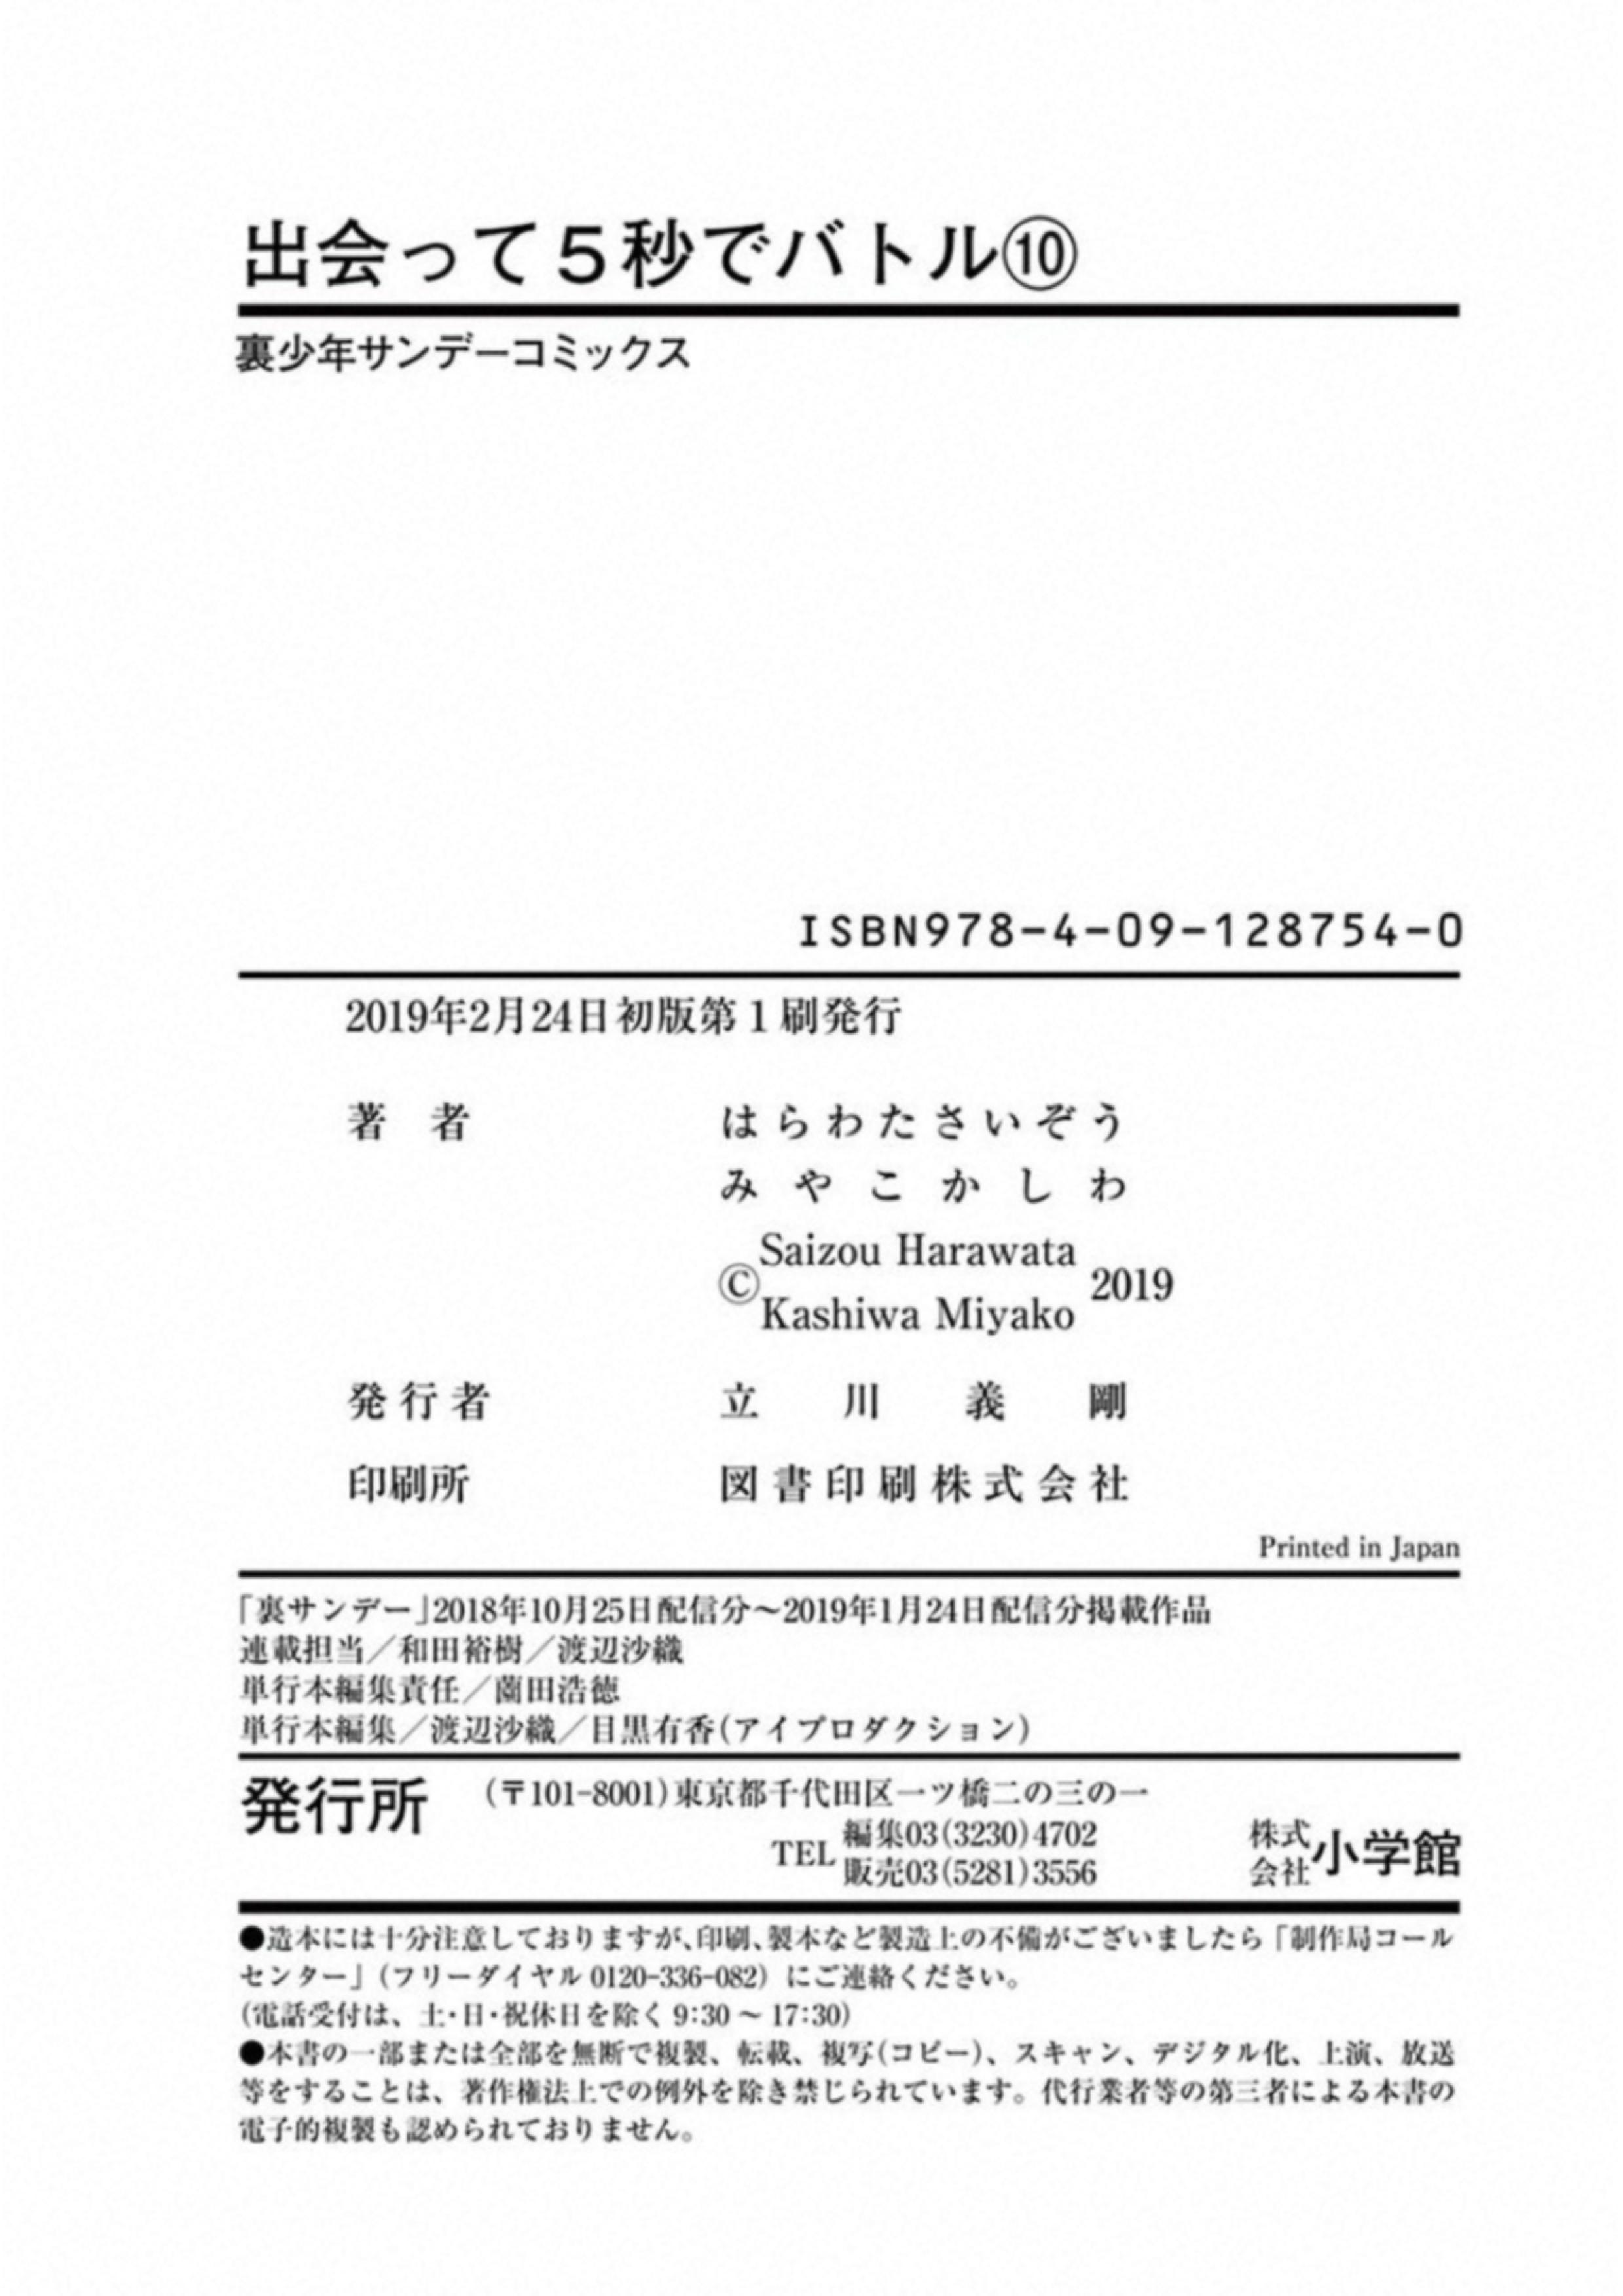 出会って5秒でバトル⑩
裏少年サンデーコミックス
ISBN978-4-09-128754-0
2019年2月24日初版第1刷発行
著者 はらわたさいぞう
みやこかしわ
©Saizou Harawata
Kashiwa Miyako 2019
発行者 立川義剛
印刷所 図書印刷株式会社
Printed in Japan
「裏サンデー」2018年10月25日配信分～2019年1月24日配信分掲載作品
連載担当／和田裕樹／渡辺沙織
単行本編集責任／薗田浩徳
単行本編集／渡辺沙織／目黒有香(アイプロダクション)
発行所 (〒101-8001)東京都千代田区一ツ橋二の三の一
TEL 編集03(3230)4702
販売03(5281)3556
株式会社小学館
●造本には十分注意しておりますが、印刷、製本など製造上の不備がございましたら「制作局コール
センター」(フリーダイヤル 0120-336-082) にご連絡ください。
(電話受付は、土・日・祝休日を除く 9:30 ～ 17:30)
●本書の一部または全部を無断で複製、転載、複写(コピー)、スキャン、デジタル化、上演、放送
等をすることは、著作権法上での例外を除き禁じられています。代行業者等の第三者による本書の
電子的複製も認められておりません。